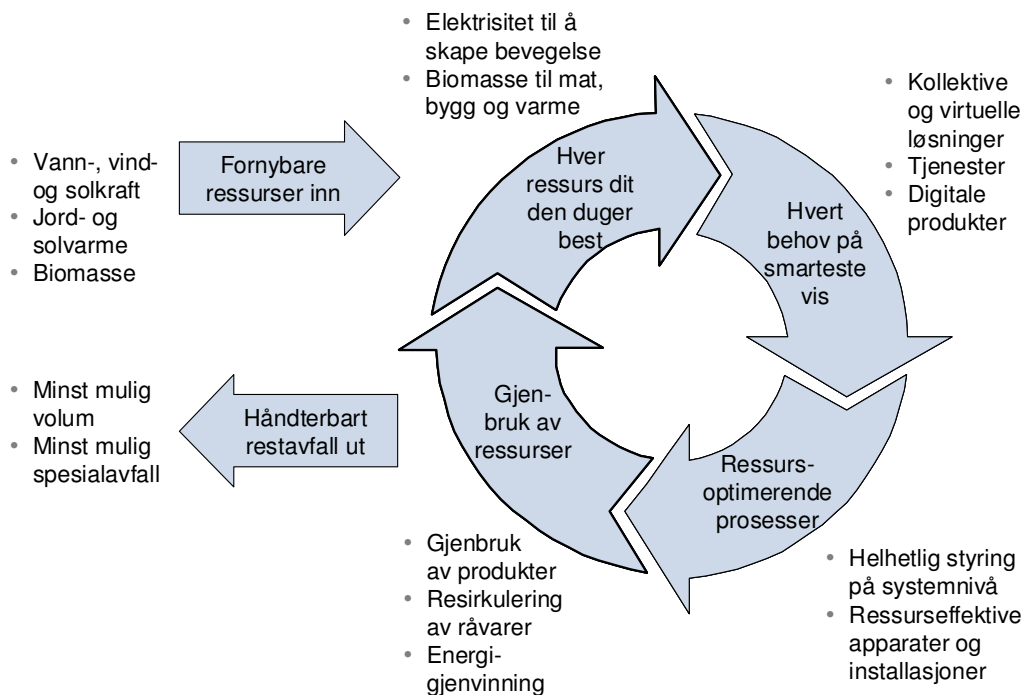 • Elektrisitet til å
skape bevegelse
• Biomasse til mat,
bygg og varme
• Kollektive
og virtuelle
løsninger
• Tjenester
• Digitale
produkter
• Vann-, vind-
og solkraft
• Jord- og
solvarme
• Biomasse
Fornybare
ressurser inn
Hver
ressurs dit
den duger
best
Hvert
behov på
smarteste
vis
• Minst mulig
volum
• Minst mulig
spesialavfall
Håndterbart
restavfall ut
Gjen-
bruk av
ressurser
Ressurs-
optimerende
prosesser
• Gjenbruk
av produkter
• Resirkulering
av råvarer
• Energi-
gjenvinning
• Helhetlig styring
på systemnivå
• Ressurseffektive
apparater og
installasjoner